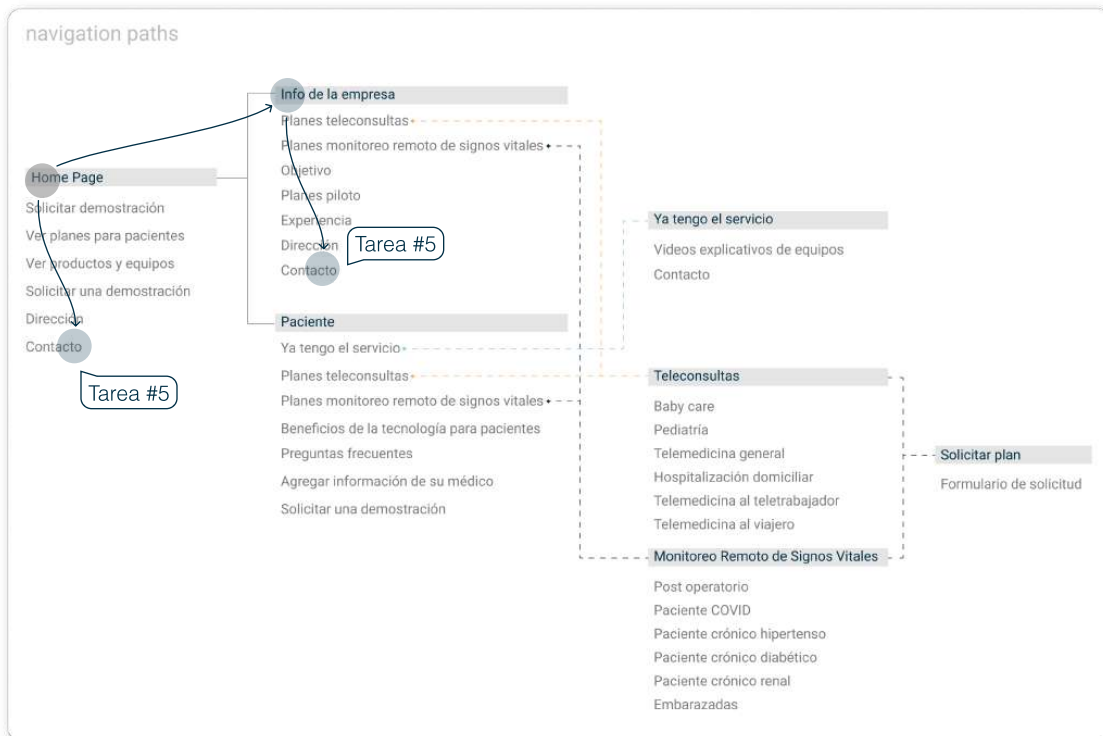 navigation paths
Home Page
Solicitar demostración
Ver planes para pacientes
Ver productos y equipos
Solicitar una demostración
Dirección
Contacto
Tarea #5
Info de la empresa
Planes teleconsultas
Planes monitoreo remoto de signos vitales
Objetivo
Planes piloto
Experiencia
Dirección
Contacto
Tarea #5
Paciente
Ya tengo el servicio
Planes teleconsultas
Planes monitoreo remoto de signos vitales
Beneficios de la tecnología para pacientes
Preguntas frecuentes
Agregar información de su médico
Solicitar una demostración
Ya tengo el servicio
Videos explicativos de equipos
Contacto
Teleconsultas
Baby care
Pediatría
Telemedicina general
Hospitalización domiciliar
Telemedicina al teletrabajador
Telemedicina al viajero
Monitoreo Remoto de Signos Vitales
Post operatorio
Paciente COVID
Paciente crónico hipertenso
Paciente crónico diabético
Paciente crónico renal
Embarazadas
Solicitar plan
Formulario de solicitud